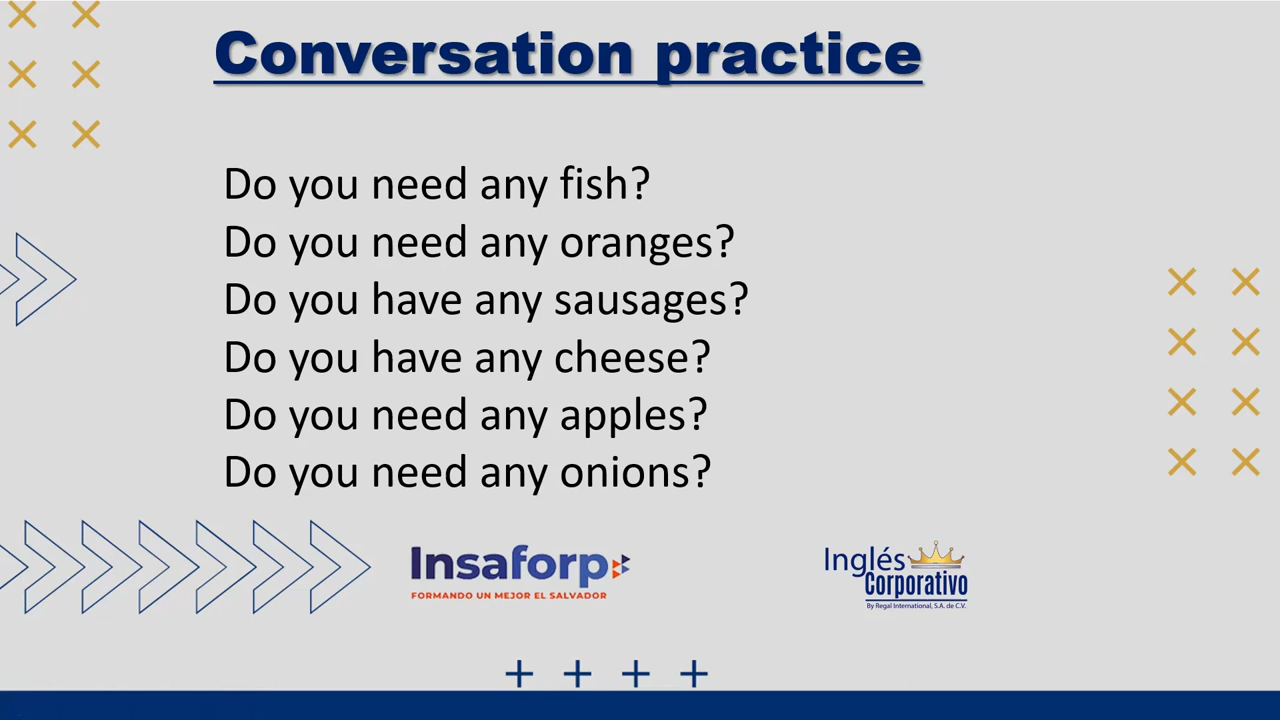 Conversation practice
Do you need any fish?
Do you need any oranges?
Do you have any sausages?
Do you have any cheese?
Do you need any apples?
Do you need any onions?
Insaforp
FORMANDO UN MEJOR EL SALVADOR
Inglés
Corporativo
By Regal International, S.A. de C.V.